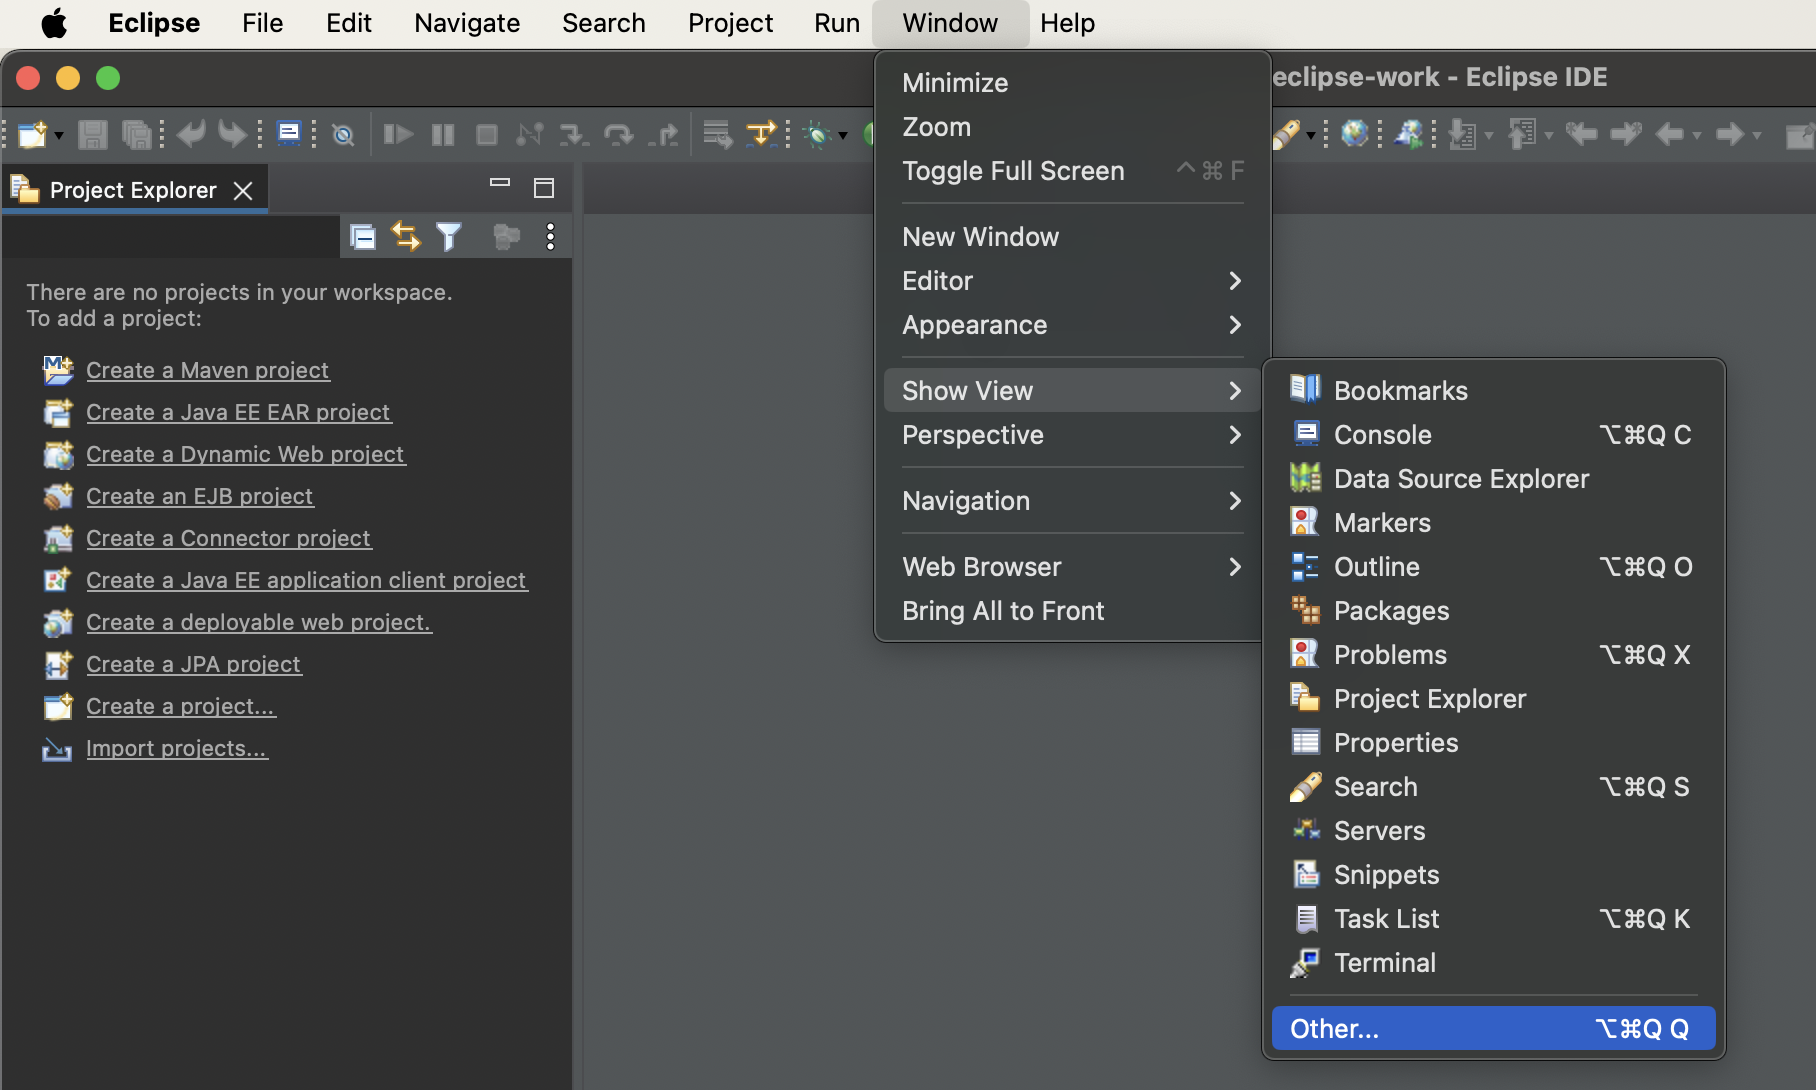 Eclipse File Edit Navigate Search Project Run Window Help
eclipse-work - Eclipse IDE
Project Explorer
There are no projects in your workspace.
To add a project:
Create a Maven project
Create a Java EE EAR project
Create a Dynamic Web project
Create an EJB project
Create a Connector project
Create a Java EE application client project
Create a deployable web project.
Create a JPA project
Create a project...
Import projects...
Minimize
Zoom
Toggle Full Screen ^⌘F
New Window
Editor
Appearance
Show View
Perspective
Navigation
Web Browser
Bring All to Front
Bookmarks
Console ⌥⌘Q C
Data Source Explorer
Markers
Outline ⌥⌘Q O
Packages
Problems ⌥⌘Q X
Project Explorer
Properties
Search ⌥⌘Q S
Servers
Snippets
Task List ⌥⌘Q K
Terminal
Other... ⌥⌘Q Q